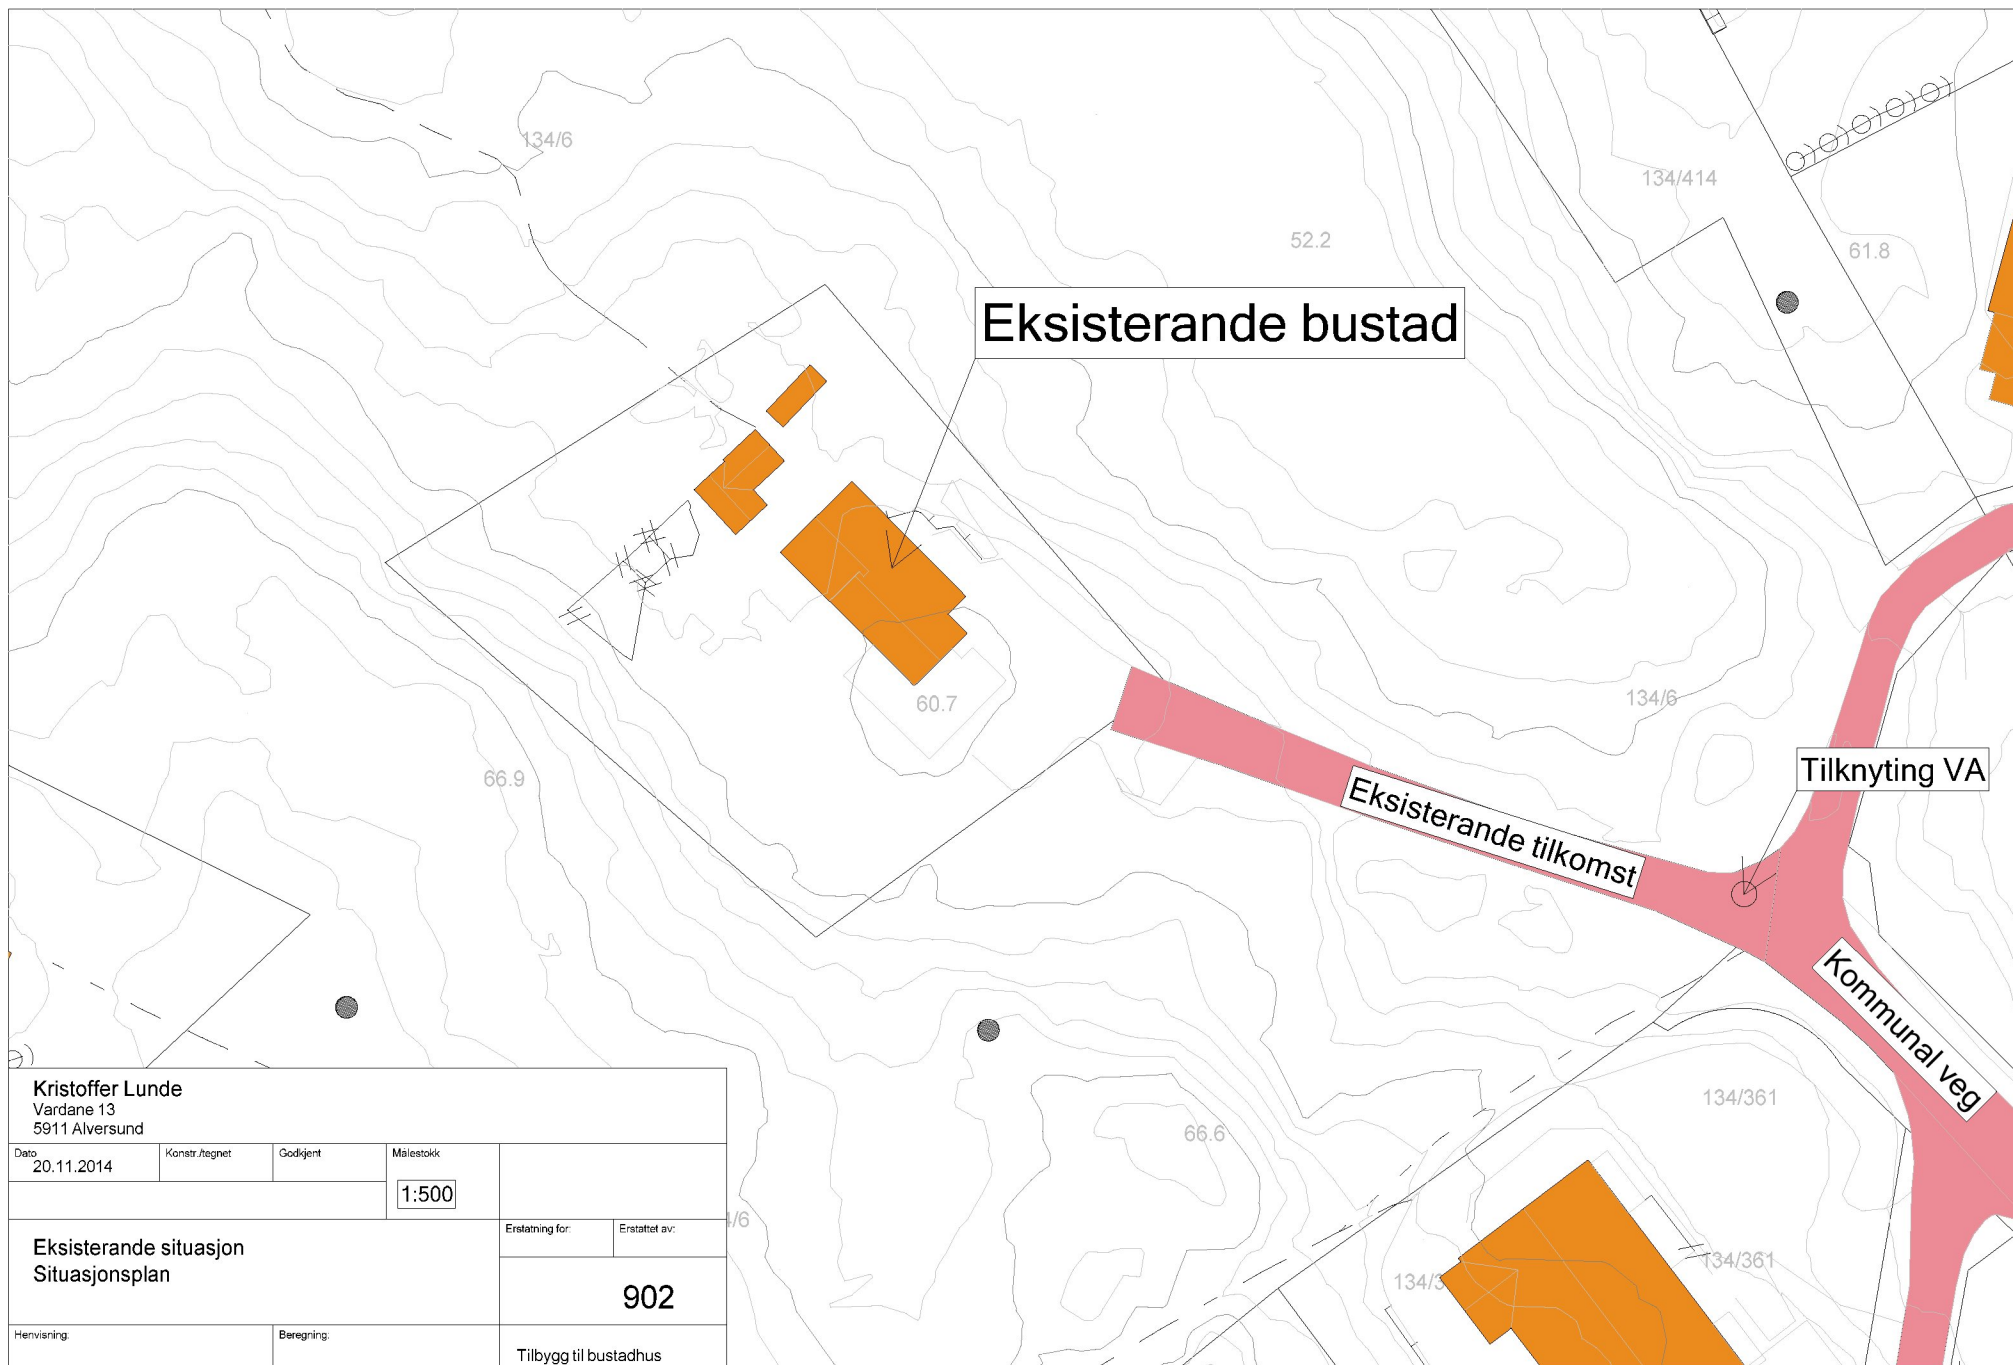 134/6
134/414
52.2
61.8
Eksisterande bustad
60.7
134/6
Tilknyting VA
66.9
Eksisterande tilkomst
Kommunal veg
134/361
66.6
134/361
Kristoffer Lunde
Vardane 13
5911 Alversund
Dato
20.11.2014
Konstr./tegnet
Godkjent
Målestokk
1:500
Erstatning for:
Erstattet av:
Eksisterande situasjon
Situasjonsplan
902
Henvisning:
Beregning:
Tilbygg til bustadhus